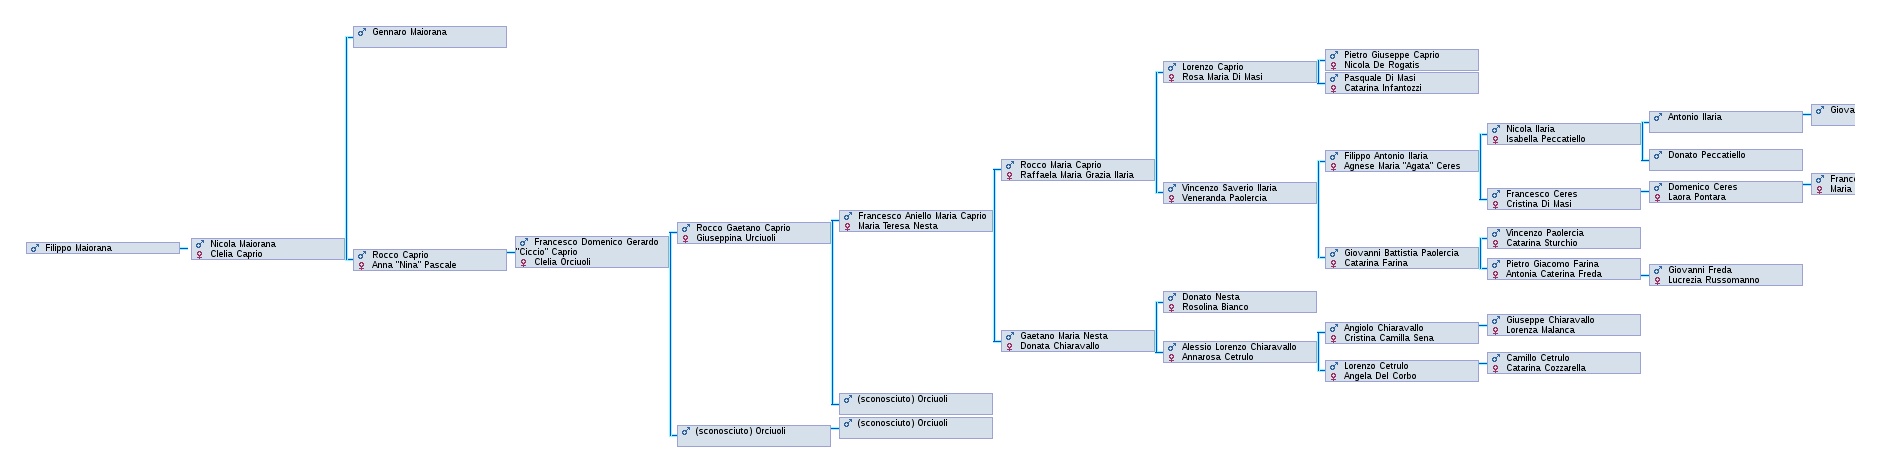 Filippo Maiorana
Nicola Maiorana
Clelia Caprio
Gennaro Maiorana
Rocco Caprio
Anna "Nina" Pascale
Francesco Domenico Gerardo
"Ciccio" Caprio
Clelia Orciuoli
Rocco Gaetano Caprio
Giuseppina Urciuoli
(sconosciuto) Orciuoli
Francesco Aniello Maria Caprio
Maria Teresa Nesta
(sconosciuto) Orciuoli
(sconosciuto) Orciuoli
Rocco Maria Caprio
Raffaela Maria Grazia Ilaria
Gaetano Maria Nesta
Donata Chiaravallo
Lorenzo Caprio
Rosa Maria Di Masi
Vincenzo Saverio Ilaria
Veneranda Paolercia
Donato Nesta
Rosolina Bianco
Alessio Lorenzo Chiaravallo
Annarosa Cetrulo
Pietro Giuseppe Caprio
Nicola De Rogatis
Pasquale Di Masi
Catarina Infantozzi
Filippo Antonio Ilaria
Agnese Maria "Agata" Ceres
Giovanni Battista Paolercia
Catarina Farina
Angiolo Chiaravallo
Cristina Camilla Sena
Lorenzo Cetrulo
Angela Del Corbo
Nicola Ilaria
Isabella Peccatiello
Francesco Ceres
Cristina Di Masi
Vincenzo Paolercia
Catarina Sturchio
Pietro Giacomo Farina
Antonia Caterina Freda
Giuseppe Chiaravallo
Lorenza Malanca
Camillo Cetrulo
Catarina Cozzarella
Antonio Ilaria
Donato Peccatiello
Domenico Ceres
Laora Pontara
Giovanni Freda
Lucrezia Russomanno
Maria